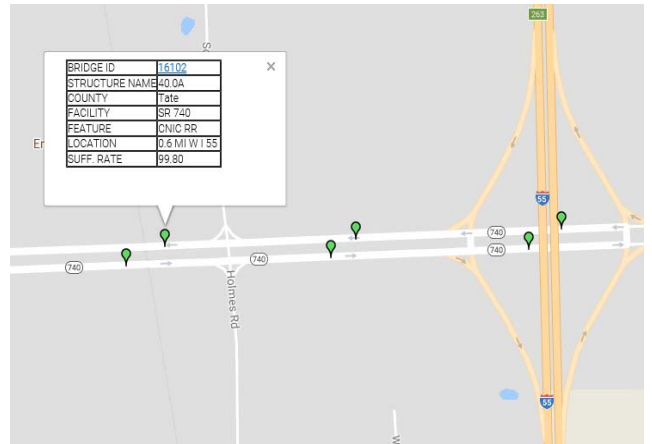 263
BRIDGE ID 16102
STRUCTURE NAME 40.0A
COUNTY Tate
FACILITY SR 740
FEATURE CNIC RR
LOCATION 0.6 MI W I 55
SUFF. RATE 99.80
×
55
740
740
740
740
Holmes Rd
55